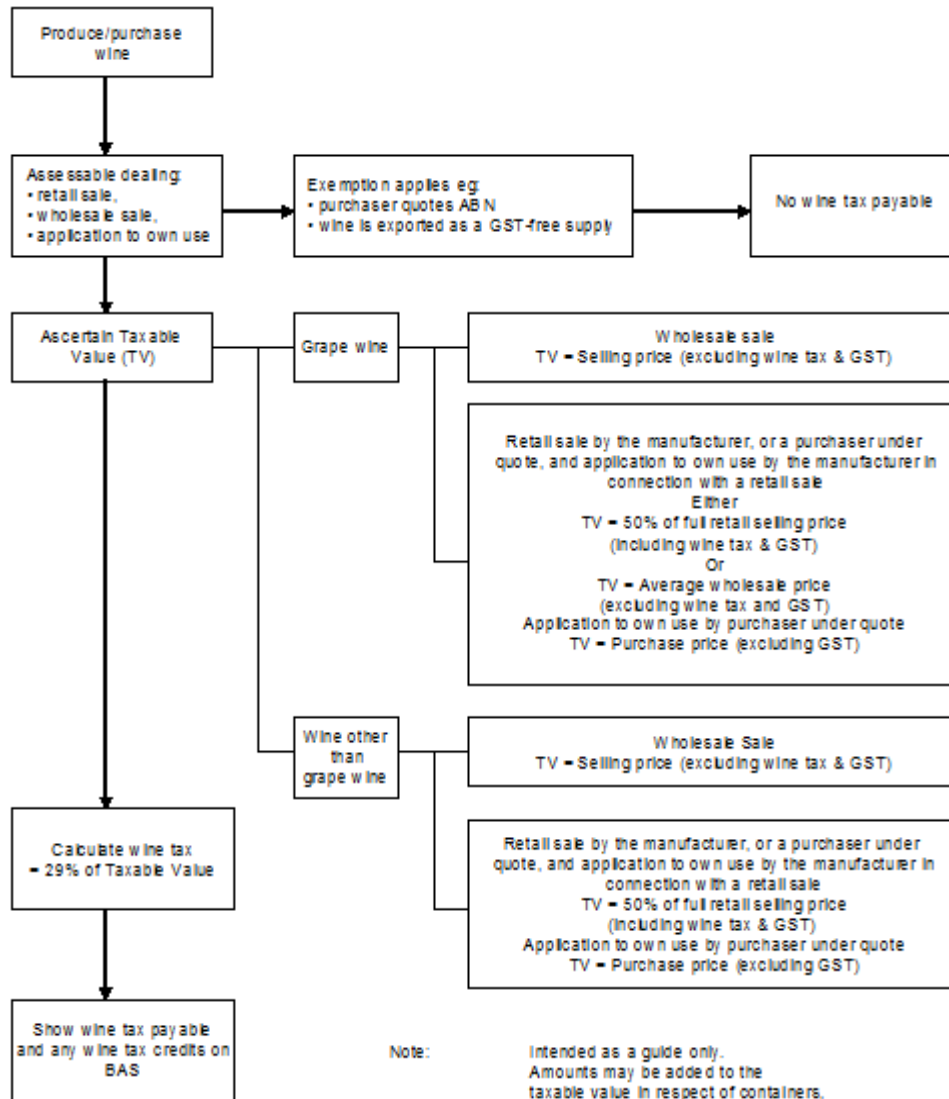 Produce/purchase
wine
Assessable dealing:
• retail sale,
• wholesale sale,
• application to own use
Exemption applies eg:
• purchaser quotes ABN
• wine is exported as a GST-free supply
No wine tax payable
Ascertain Taxable
Value (TV)
Grape wine
Wholesale sale
TV = Selling price (excluding wine tax & GST)
Retail sale by the manufacturer, or a purchaser under
quote, and application to own use by the manufacturer in
connection with a retail sale
Either
TV = 50% of full retail selling price
(including wine tax & GST)
Or
TV = Average wholesale price
(excluding wine tax and GST)
Application to own use by purchaser under quote
TV = Purchase price (excluding GST)
Wine other
than
grape wine
Wholesale Sale
TV = Selling price (excluding wine tax & GST)
Retail sale by the manufacturer, or a purchaser under
quote, and application to own use by the manufacturer in
connection with a retail sale
TV = 50% of full retail selling price
(including wine tax & GST)
Application to own use by purchaser under quote
TV = Purchase price (excluding GST)
Calculate wine tax
= 29% of Taxable Value
Show wine tax payable
and any wine tax credits on
BAS
Note: Intended as a guide only.
Amounts may be added to the
taxable value in respect of containers.